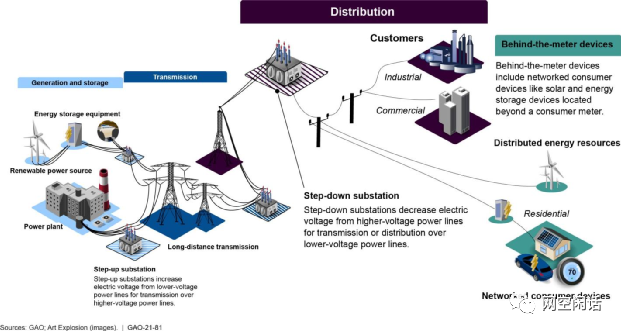 Distribution
Customers
Behind-the-meter devices
Behind-the-meter devices
include networked consumer
devices like solar and energy
storage devices located
beyond a consumer meter.
Industrial
Commercial
Generation and storage
Transmission
Energy storage equipment
Renewable power source
Power plant
Long-distance transmission
Step-up substation
Step-up substations increase
electric voltage from lower-voltage
power lines for transmission over
higher-voltage power lines.
Step-down substation
Step-down substations decrease electric
voltage from higher-voltage power lines
for transmission or distribution over
lower-voltage power lines.
Distributed energy resources
Residential
70
Networked consumer devices
网空闲话
Sources: GAO; Art Explosion (images). | GAO-21-81